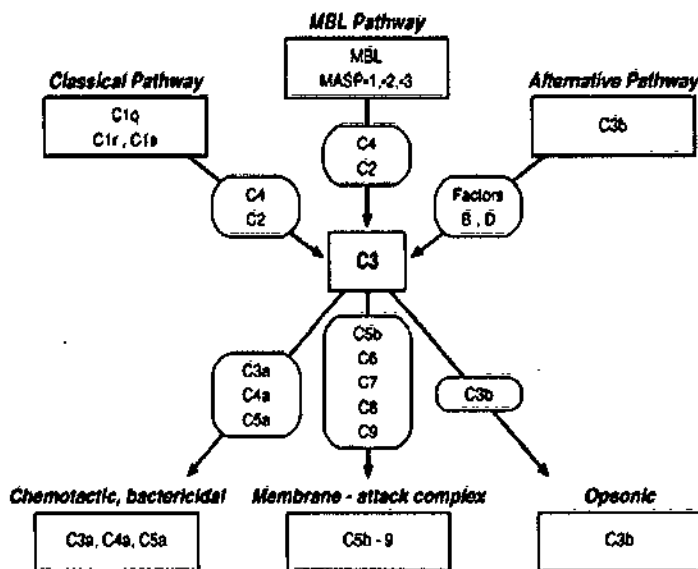 MBL Pathway
MBL
MASP-1,-2,-3
Classical Pathway
C1q
C1r, C1s
Alternative Pathway
C3b
C4
C2
C4
C2
Factors
B, D
C3
C3a
C4a
C5a
C5b
C6
C7
C8
C9
C3b
Chemotactic, bactericidal
C3a, C4a, C5a
Membrane - attack complex
C5b - 9
Opsonic
C3b